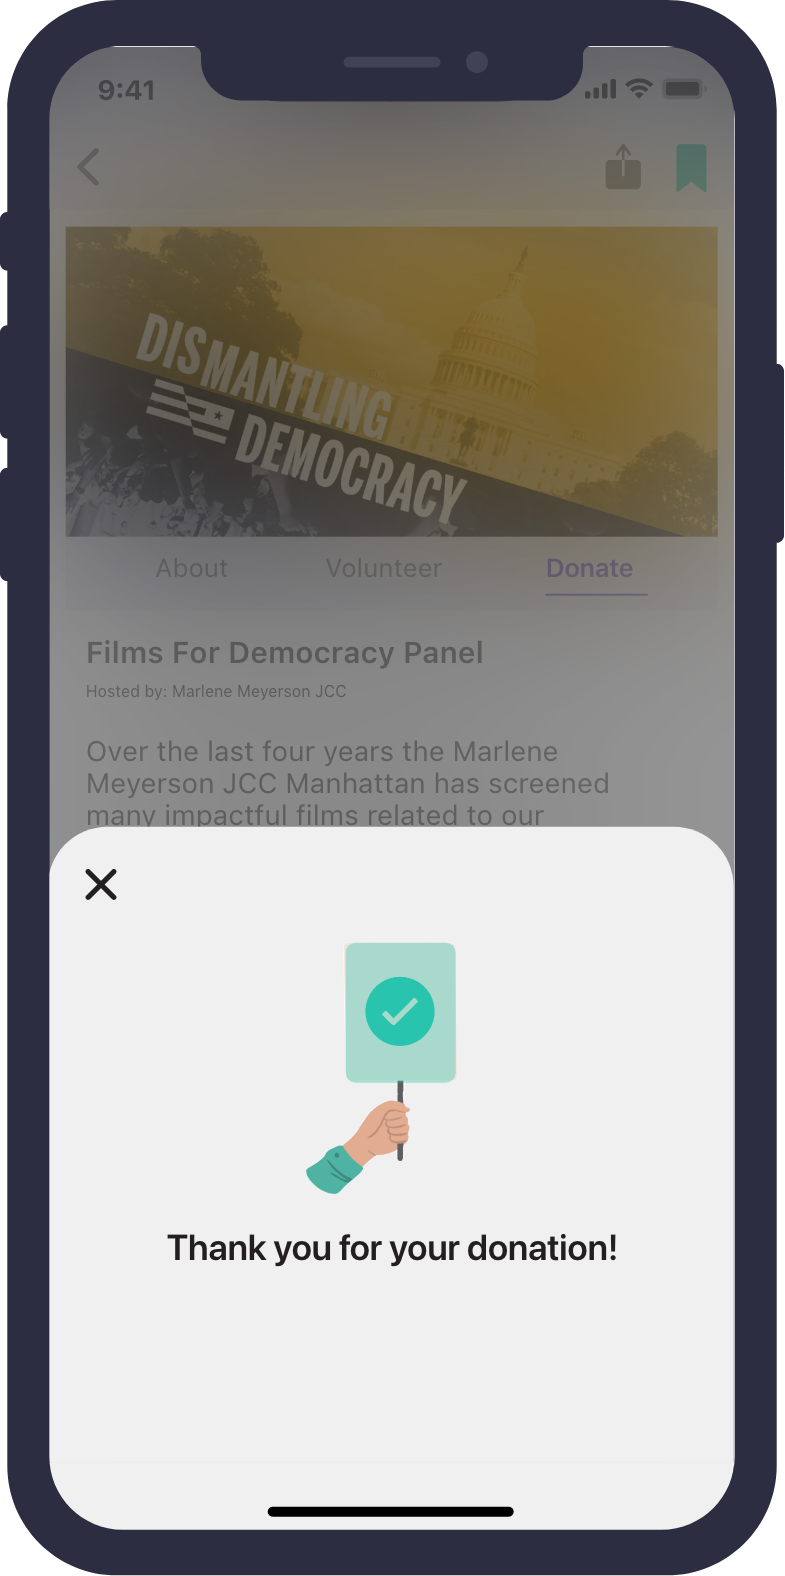 9:41
DISMANTLING
DEMOCRACY
About Volunteer Donate
Films For Democracy Panel
Hosted by: Marlene Meyerson JCC
Over the last four years the Marlene
Meyerson JCC Manhattan has screened
many impactful films related to our
Thank you for your donation!